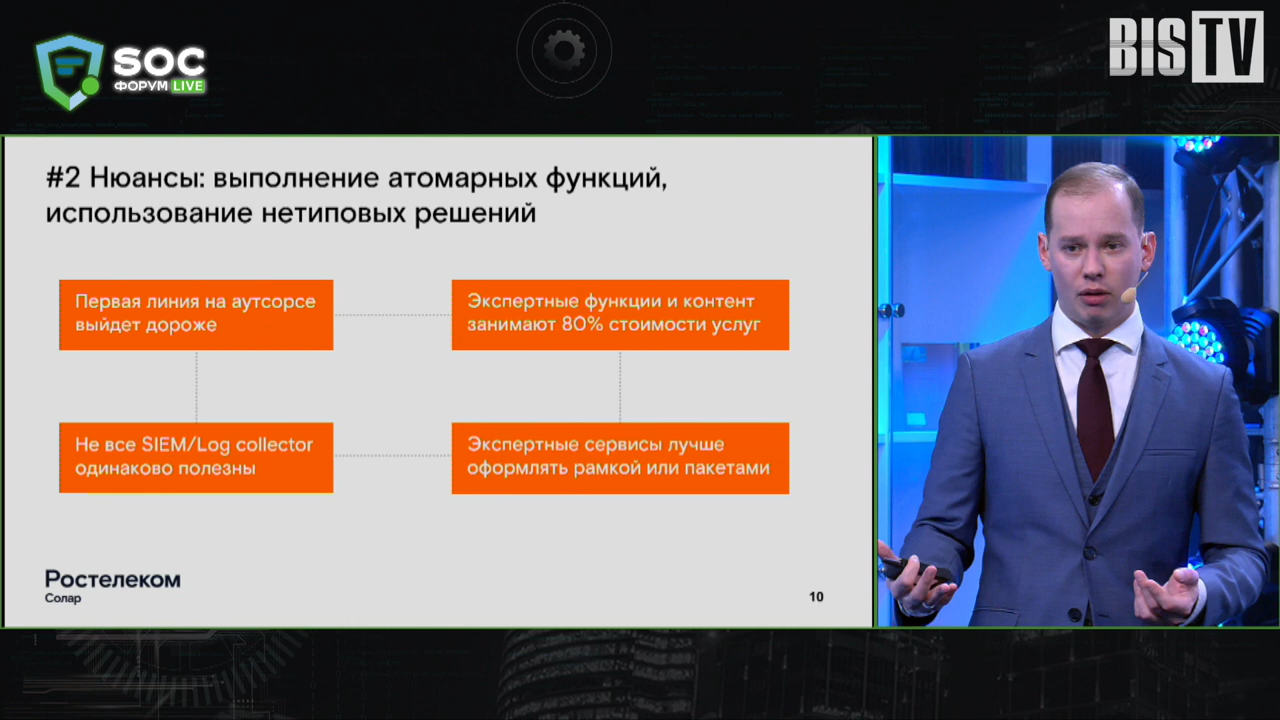 SOC
ФОРУМ LIVE
BIS TV
#2 Нюансы: выполнение атомарных функций,
использование нетиповых решений
Первая линия на аутсорсе
выйдет дороже
Экспертные функции и контент
занимают 80% стоимости услуг
Не все SIEM/Log collector
одинаково полезны
Экспертные сервисы лучше
оформлять рамкой или пакетами
Ростелеком
Солар
10